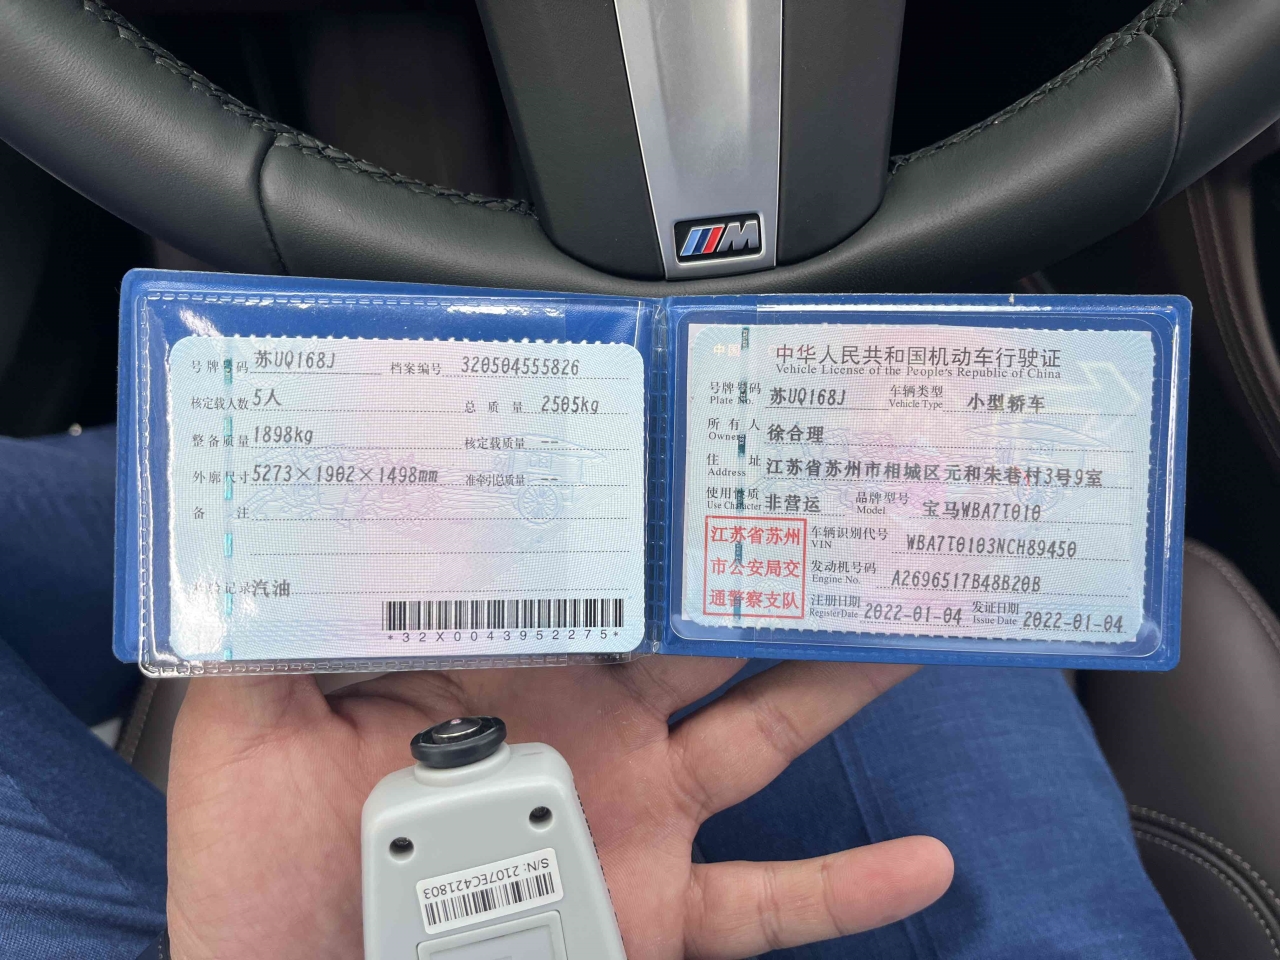 M
号牌号码 苏UQ168J 档案编号 320504555826
核定载人数 5人 总质量 2505kg
整备质量 1898kg 核定载质量 --
外廓尺寸 5273×1902×1498mm 准牵引总质量 --
备注
检验记录 汽油
*32X0043952275*
中国
中华人民共和国机动车行驶证
Vehicle License of the People's Republic of China
号牌号码 苏UQ168J 车辆类型 小型轿车
Plate No. Vehicle Type
所有人 徐合理
Owner
住址 江苏省苏州市相城区元和朱巷村3号9室
Address
使用性质 非营运 品牌型号 宝马WBA7T010
Use Character Model
江苏省苏州
市公安局交
通警察支队
车辆识别代号 WBA7T0103NCH89450
VIN
发动机号码 A2696517B48B20B
Engine No.
注册日期 2022-01-04 发证日期 2022-01-04
Register Date Issue Date
S/N: 2107EC421803